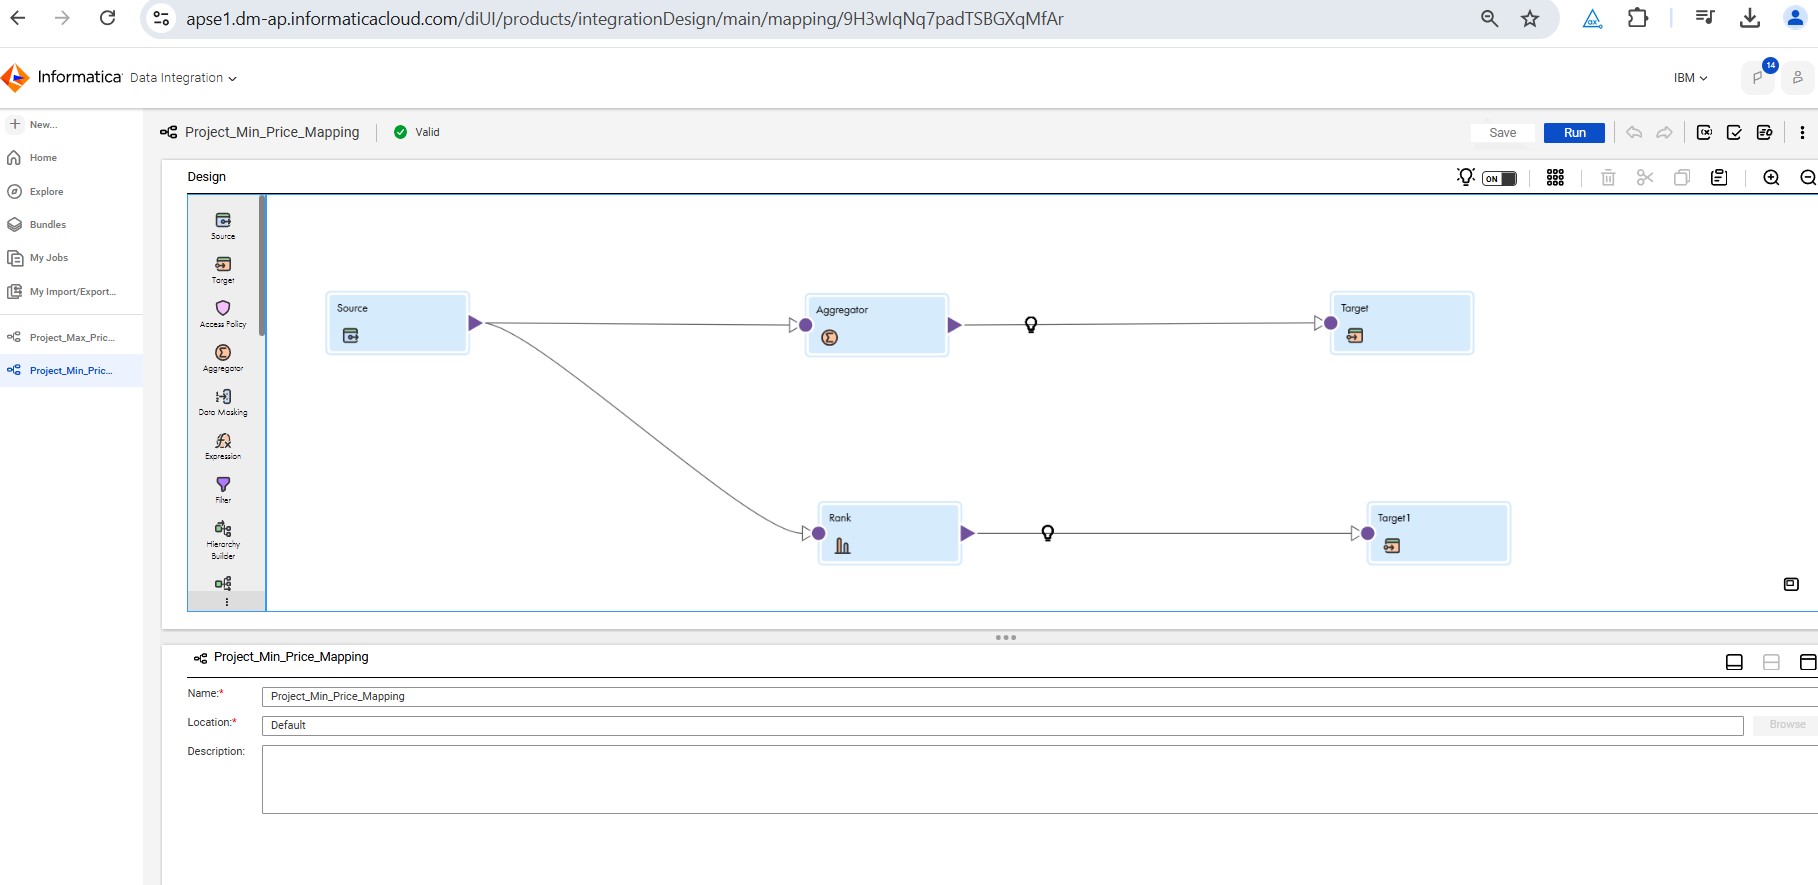 apse1.dm-ap.informaticacloud.com/diUI/products/integrationDesign/main/mapping/9H3wIqNq7padTSBGXqMfAr
Informatica Data Integration
IBM
14
New...
Home
Explore
Bundles
My Jobs
My Import/Export...
Project_Max_Pric...
Project_Min_Pric...
Project_Min_Price_Mapping
Valid
Save
Run
Design
ON
Source
Target
Access Policy
Aggregator
Data Masking
Expression
Filter
Hierarchy
Builder
Source
Aggregator
Target
Rank
Target1
Project_Min_Price_Mapping
Name:*
Project_Min_Price_Mapping
Location:*
Default
Browse
Description: